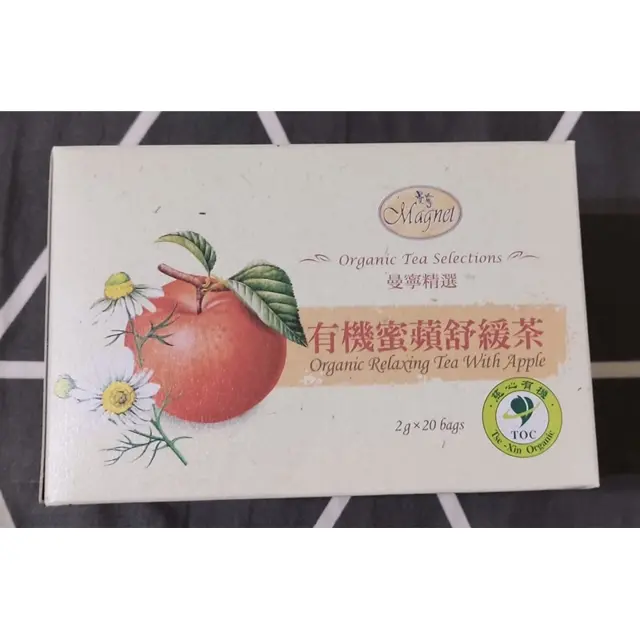 Magnet
Organic Tea Selections
曼寧精選
有機蜜蘋舒緩茶
Organic Relaxing Tea With Apple
2g×20 bags
慈心有機
TOC
Tse-Xin Organic